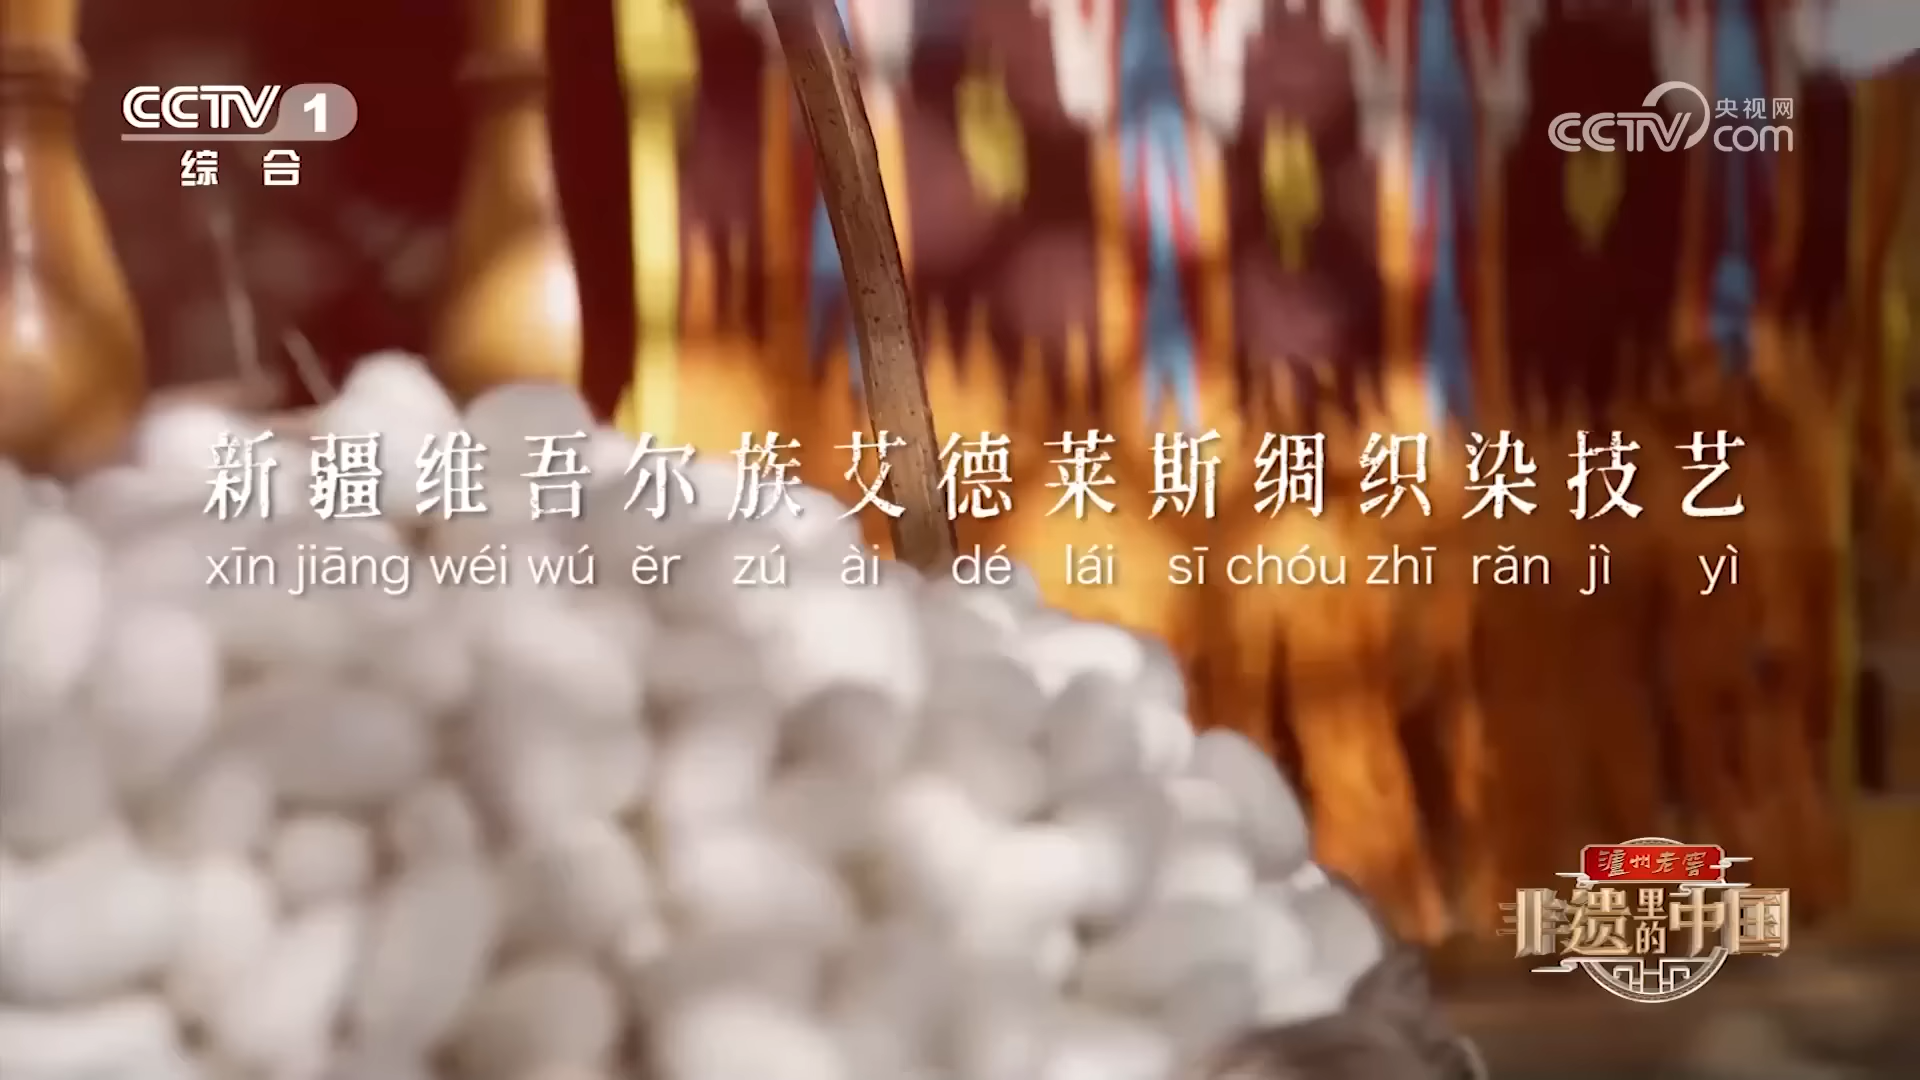 CCTV 1
综合
央视网
CCTV.com
新疆维吾尔族艾德莱斯绸织染技艺
xīn jiāng wéi wú ěr zú ài dé lái sī chóu zhī rǎn jì yì
泸州老窖
非遗里的中国